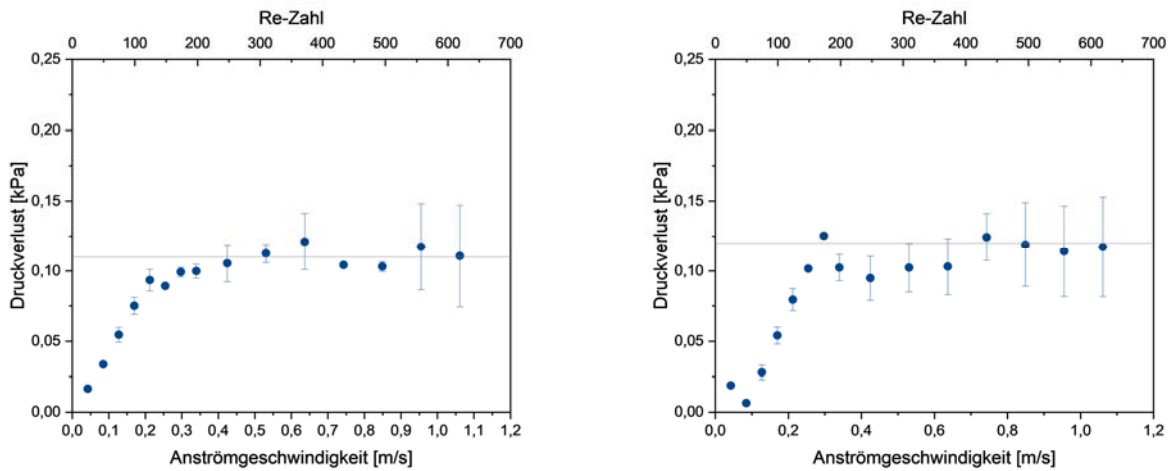 Re-Zahl
0 100 200 300 400 500 600 700
0,25
0,20
0,15
0,10
0,05
0,00
Druckverlust [kPa]
0,0 0,1 0,2 0,3 0,4 0,5 0,6 0,7 0,8 0,9 1,0 1,1 1,2
Anströmgeschwindigkeit [m/s]
Re-Zahl
0 100 200 300 400 500 600 700
0,25
0,20
0,15
0,10
0,05
0,00
Druckverlust [kPa]
0,0 0,2 0,4 0,6 0,8 1,0 1,2
Anströmgeschwindigkeit [m/s]